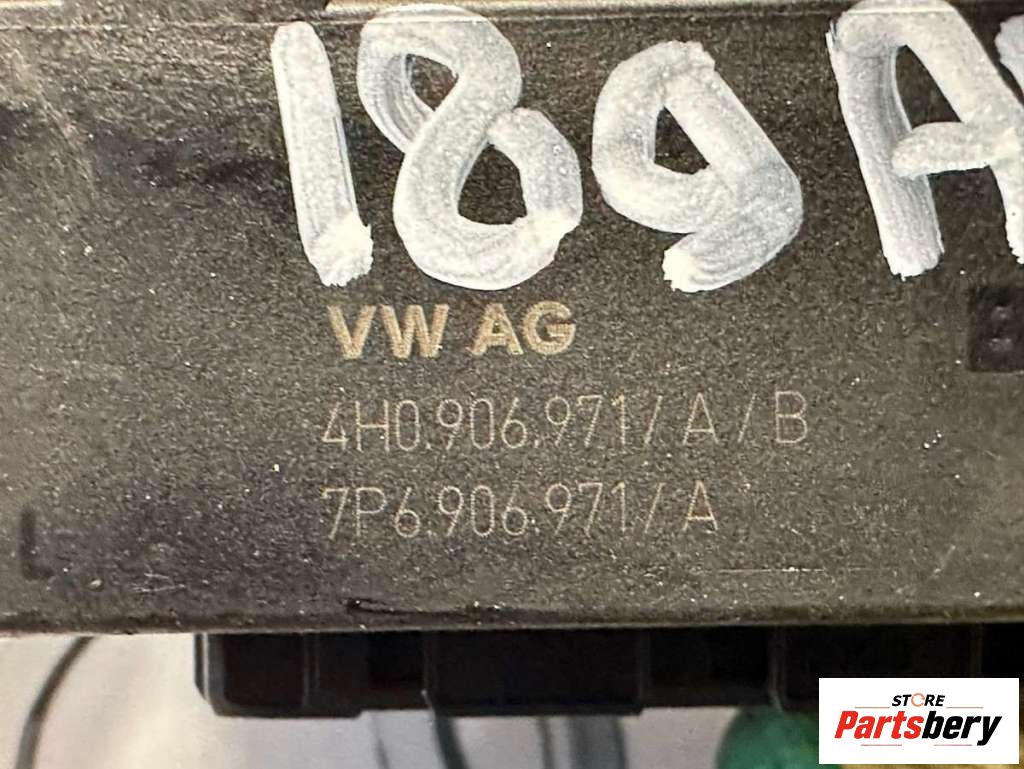 189A
VW AG
B
4H0.906.971/A/B
7P6.906.971/A
L
STORE
Partsbery